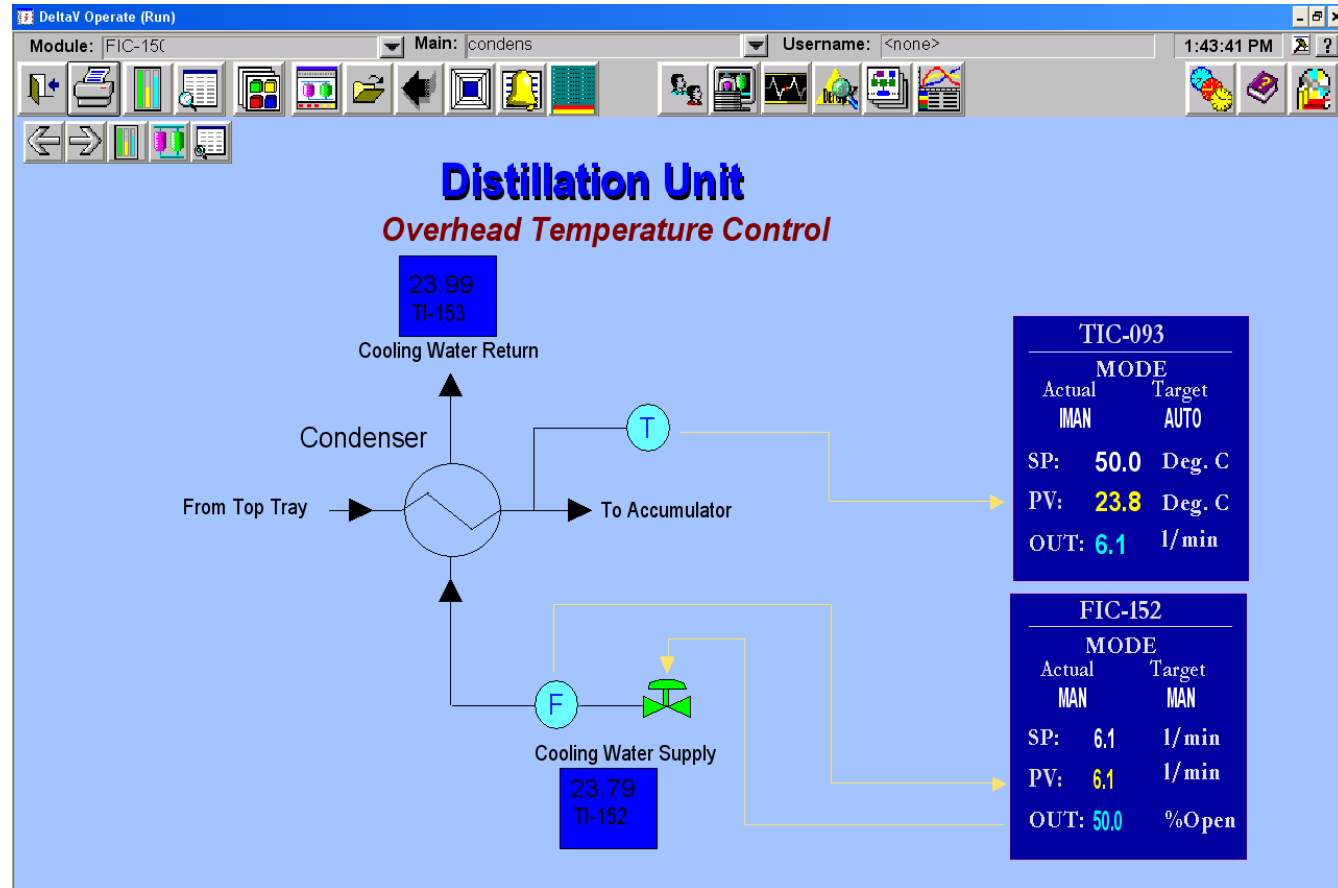 DeltaV Operate (Run)
Module: FIC-150 Main: condens Username: <none> 1:43:41 PM ?
Distillation Unit
Overhead Temperature Control
23.99
TI-153
Cooling Water Return
Condenser
T
From Top Tray
To Accumulator
F
Cooling Water Supply
23.79
TI-152
TIC-093
MODE
Actual Target
IMAN AUTO
SP: 50.0 Deg. C
PV: 23.8 Deg. C
OUT: 6.1 l/min
FIC-152
MODE
Actual Target
MAN MAN
SP: 6.1 l/min
PV: 6.1 l/min
OUT: 50.0 %Open